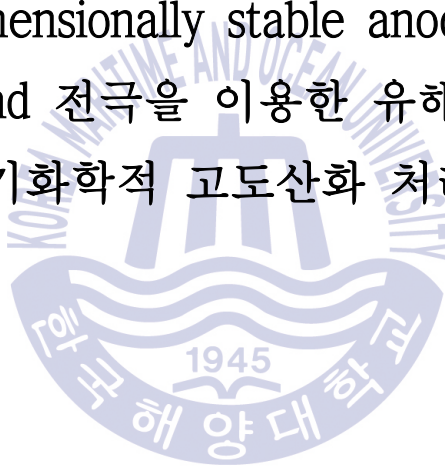 mensionally stable anod
nd 전극을 이용한 유해
기화학적 고도산화 처리
KOREA MARITIME AND OCEAN UNIVERSITY
1945
한국해양대학교